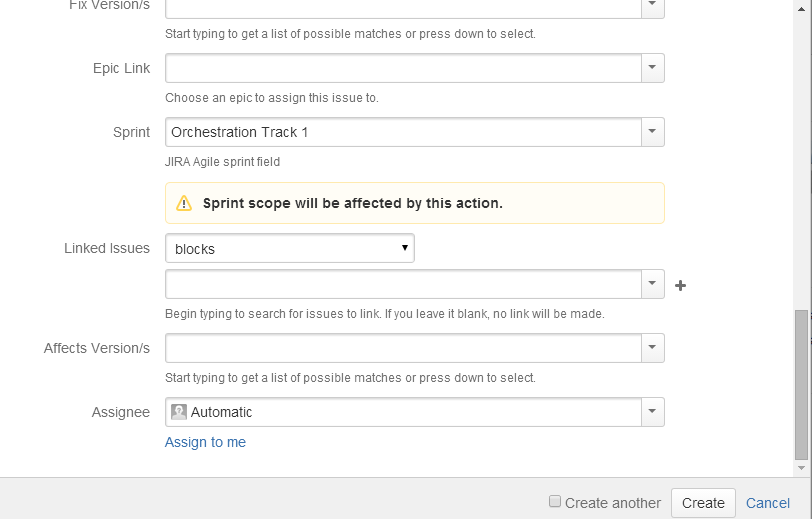 Fix Version/s
Start typing to get a list of possible matches or press down to select.
Epic Link
Choose an epic to assign this issue to.
Sprint
Orchestration Track 1
JIRA Agile sprint field
Sprint scope will be affected by this action.
Linked Issues
blocks
Begin typing to search for issues to link. If you leave it blank, no link will be made.
Affects Version/s
Start typing to get a list of possible matches or press down to select.
Assignee
Automatic
Assign to me
Create another
Create
Cancel